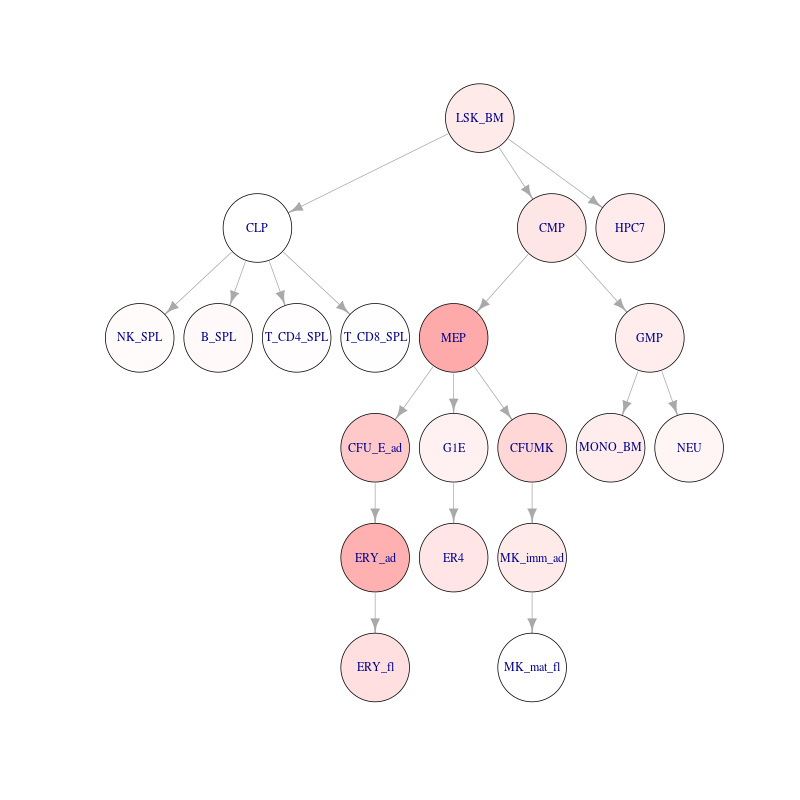 LSK_BM
CLP
CMP
HPC7
NK_SPL
B_SPL
T_CD4_SPL
T_CD8_SPL
MEP
GMP
CFU_E_ad
G1E
CFUMK
MONO_BM
NEU
ERY_ad
ER4
MK_imm_ad
ERY_fl
MK_mat_fl